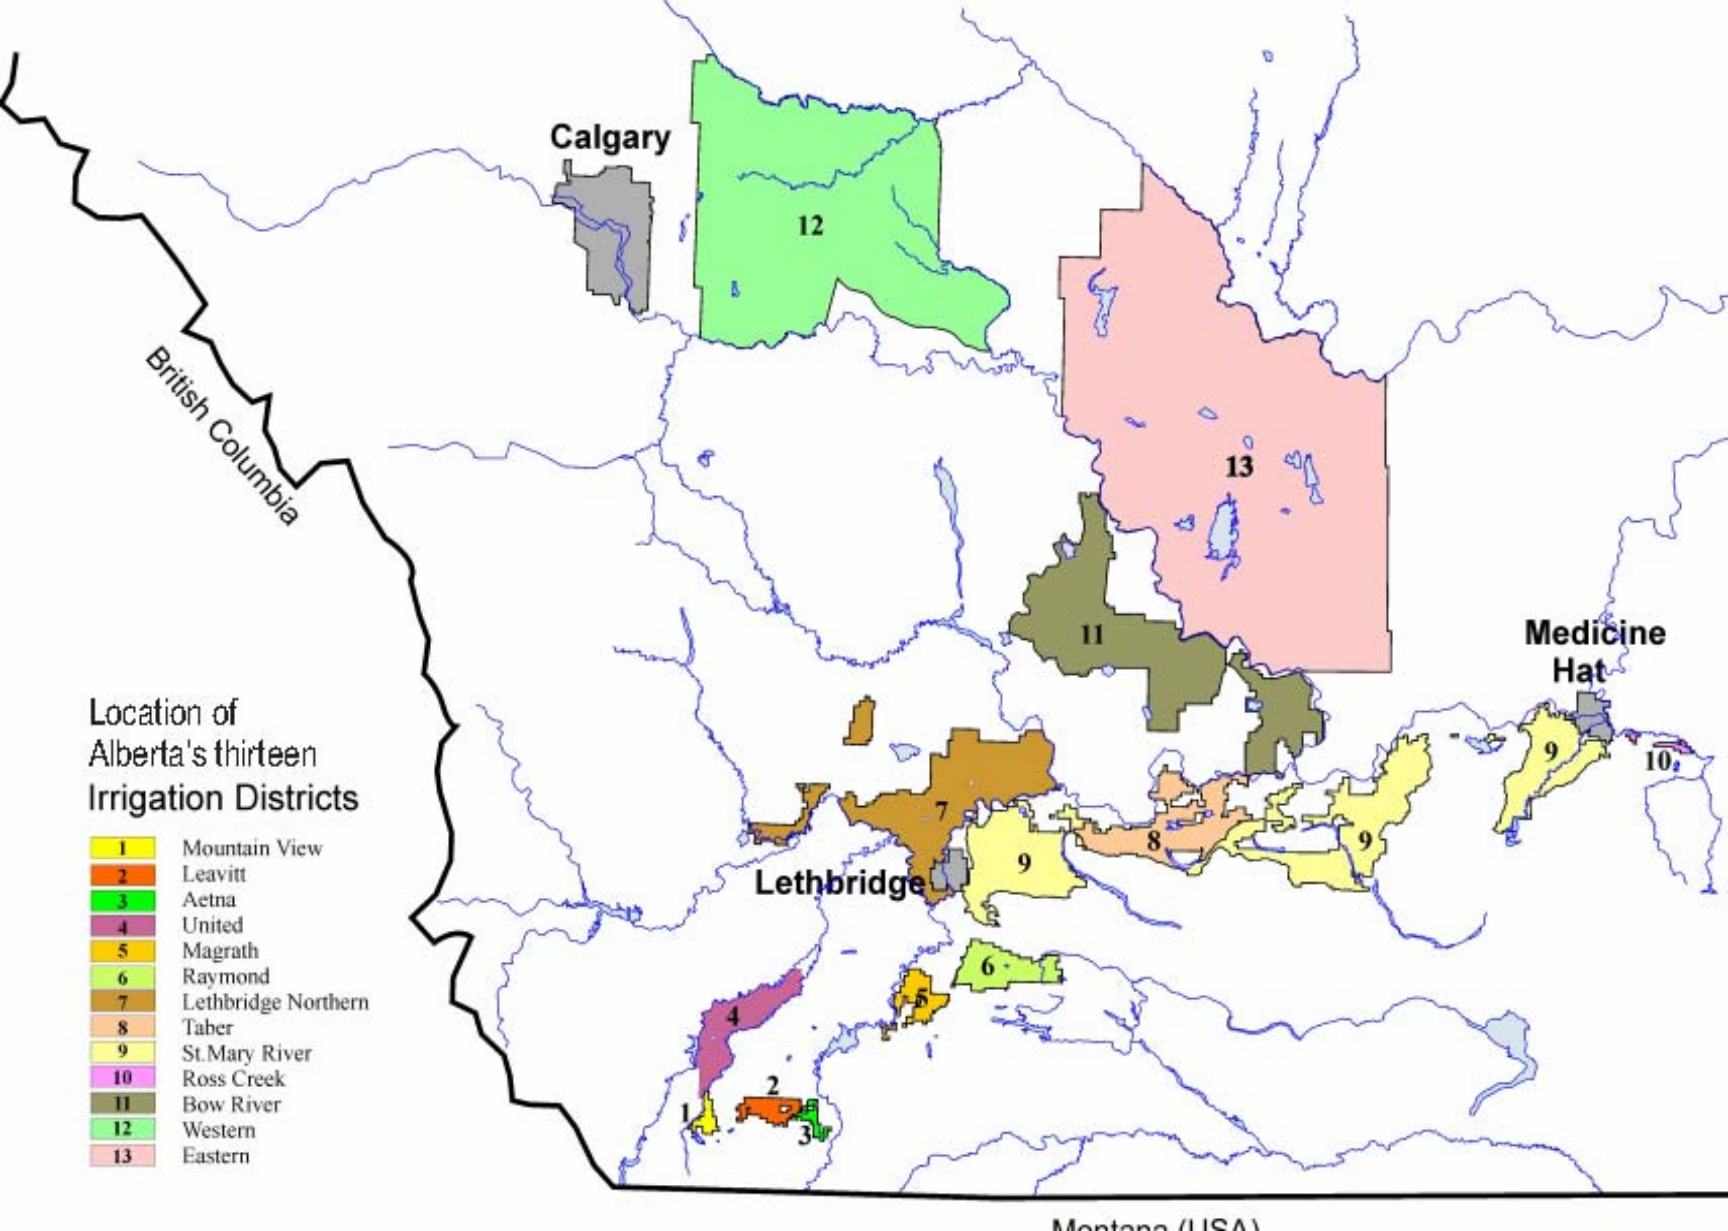 Calgary
12
British Columbia
13
11
Medicine
Hat
9
10
7
8
9
9
Lethbridge
6
5
4
2
1
3
Location of
Alberta's thirteen
Irrigation Districts
1 Mountain View
2 Leavitt
3 Aetna
4 United
5 Magrath
6 Raymond
7 Lethbridge Northern
8 Taber
9 St.Mary River
10 Ross Creek
11 Bow River
12 Western
13 Eastern
Montana (USA)